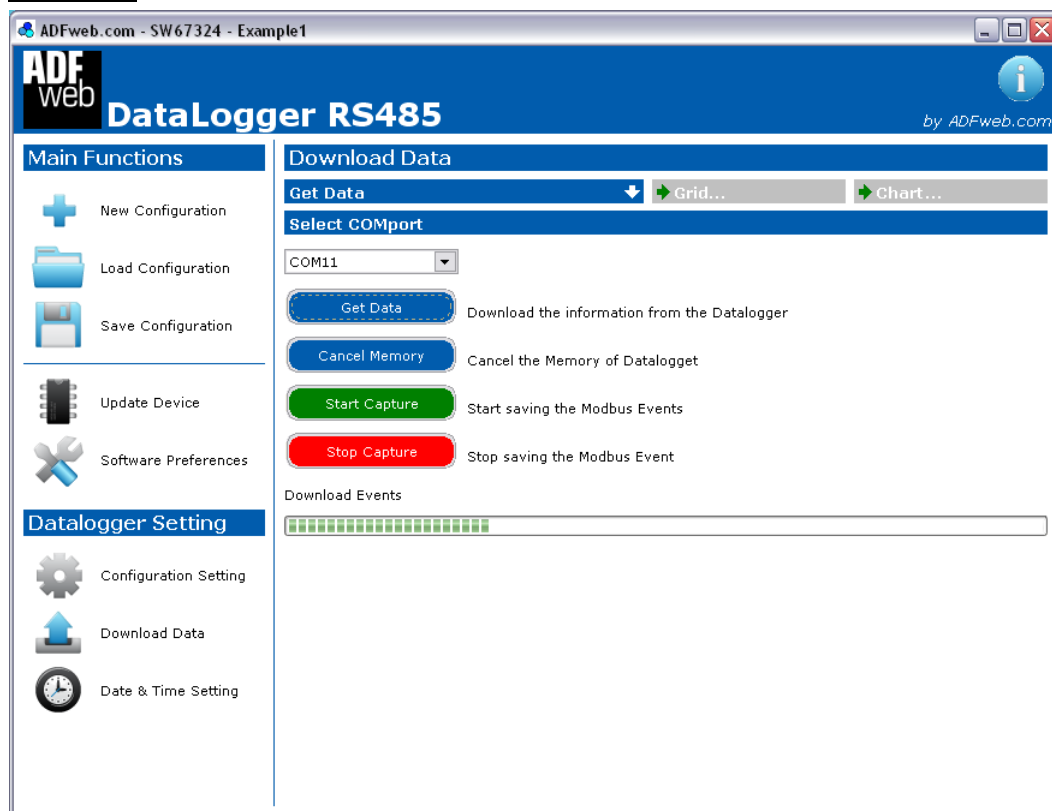 ADFweb.com - SW67324 - Example1
ADF
web
DataLogger RS485
i
by ADFweb.com
Main Functions
New Configuration
Load Configuration
Save Configuration
Update Device
Software Preferences
Datalogger Setting
Configuration Setting
Download Data
Date & Time Setting
Download Data
Get Data
Grid...
Chart...
Select COMport
COM11
Get Data
Download the information from the Datalogger
Cancel Memory
Cancel the Memory of Datalogget
Start Capture
Start saving the Modbus Events
Stop Capture
Stop saving the Modbus Event
Download Events